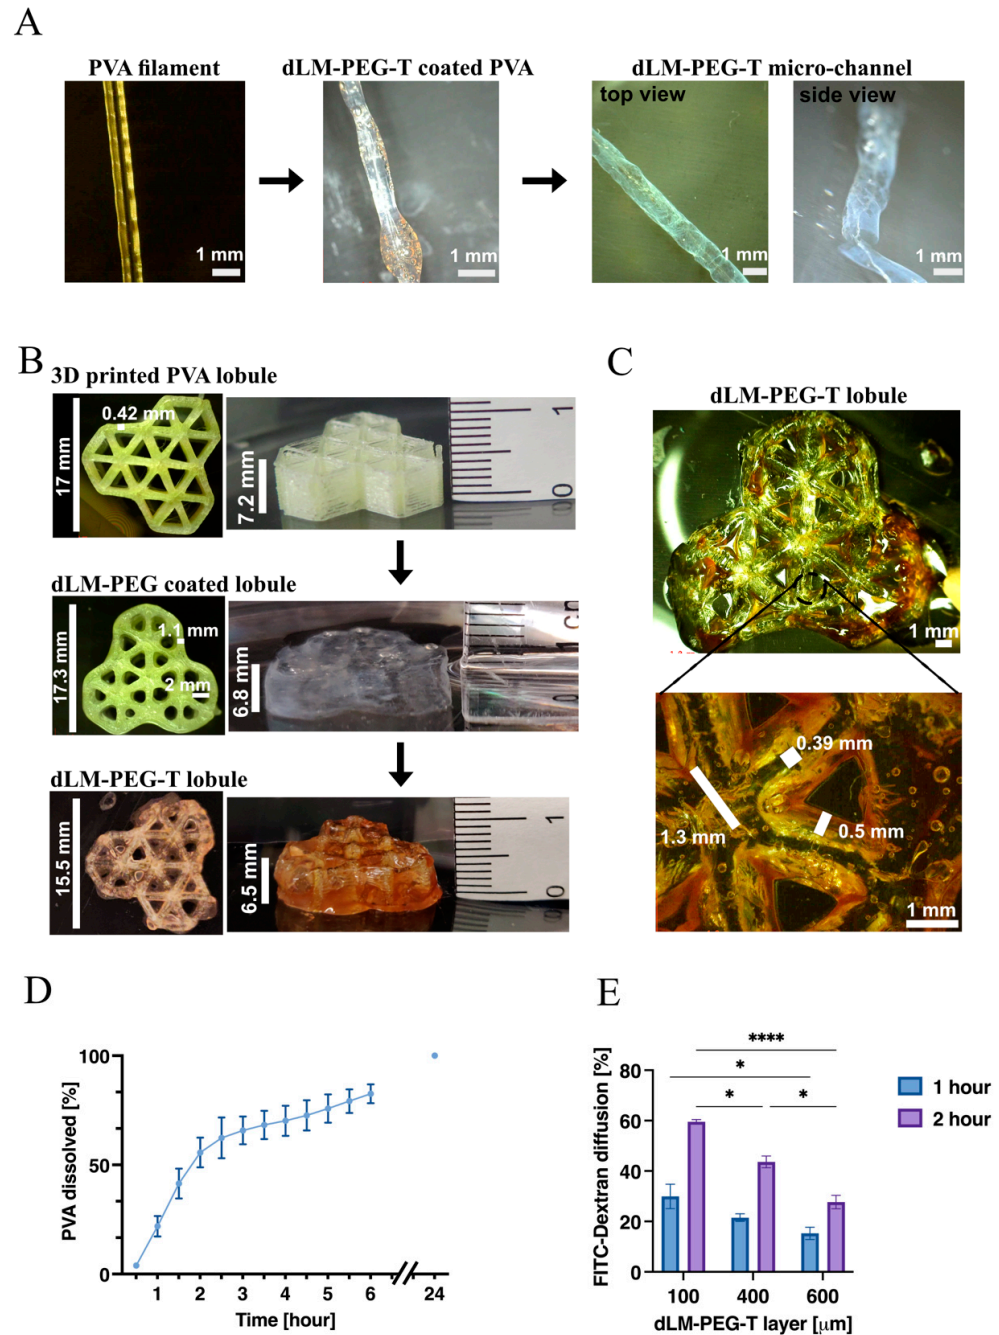 A
PVA filament
dLM-PEG-T coated PVA
dLM-PEG-T micro-channel
top view
side view
1 mm
1 mm
1 mm
1 mm
B
3D printed PVA lobule
0.42 mm
17 mm
7.2 mm
1
0
dLM-PEG coated lobule
1.1 mm
2 mm
17.3 mm
6.8 mm
dLM-PEG-T lobule
15.5 mm
6.5 mm
1
0
C
dLM-PEG-T lobule
1 mm
0.39 mm
0.5 mm
1.3 mm
1 mm
D
PVA dissolved [%]
100
50
0
1 2 3 4 5 6 24
Time [hour]
E
FITC-Dextran diffusion [%]
80
60
40
20
0
****
*
* *
100 400 600
dLM-PEG-T layer [μm]
1 hour
2 hour